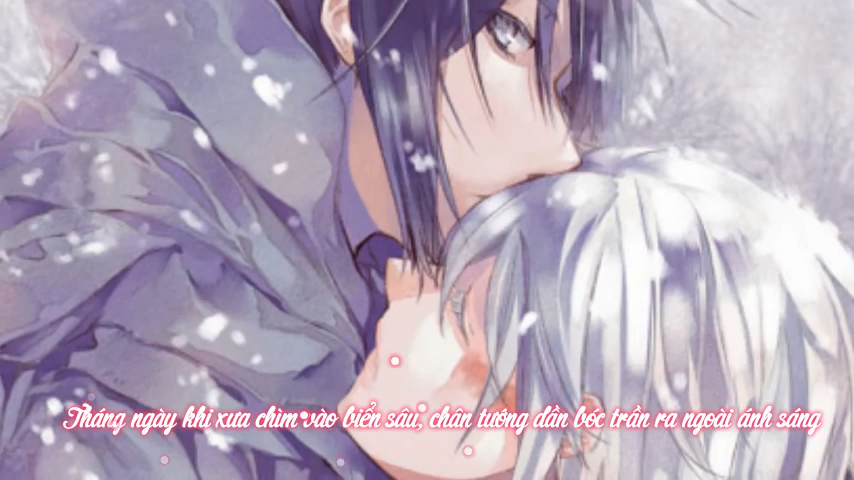 Tháng ngày khi xưa chìm vào biển sâu, chân tướng dần bóc trần ra ngoài ánh sáng